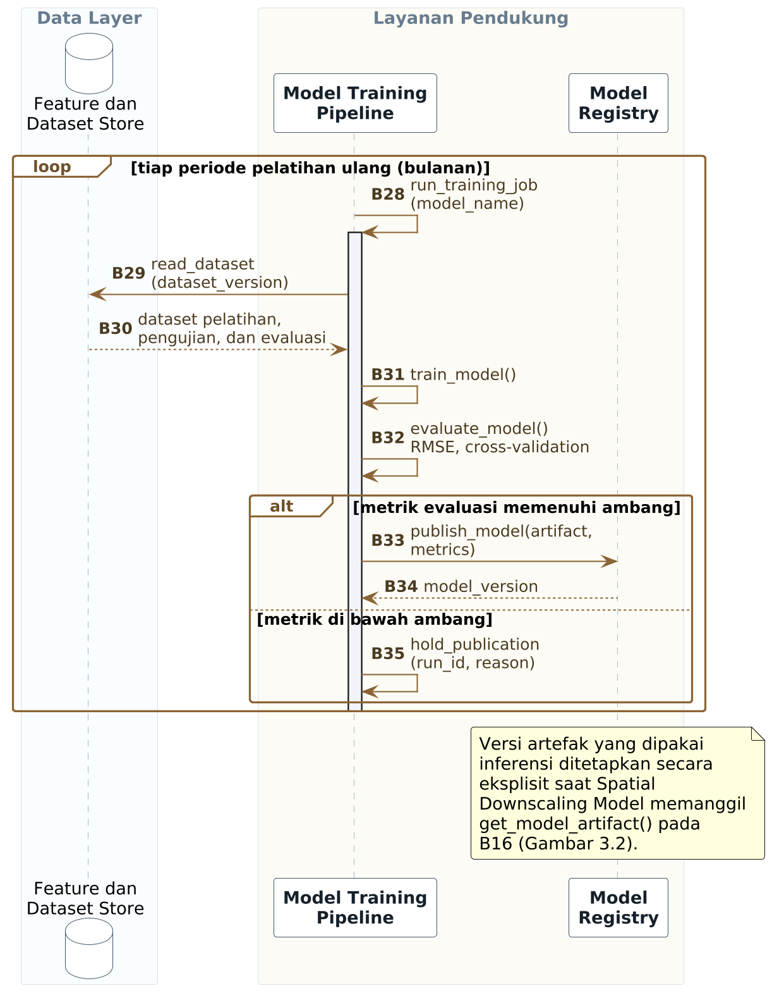 Data Layer
Layanan Pendukung
Feature dan
Dataset Store
Model Training
Pipeline
Model
Registry
loop
[tiap periode pelatihan ulang (bulanan)]
B28 run_training_job
(model_name)
B29 read_dataset
(dataset_version)
B30 dataset pelatihan,
pengujian, dan evaluasi
B31 train_model()
B32 evaluate_model()
RMSE, cross-validation
alt
[metrik evaluasi memenuhi ambang]
B33 publish_model(artifact,
metrics)
B34 model_version
[metrik di bawah ambang]
B35 hold_publication
(run_id, reason)
Versi artefak yang dipakai
inferensi ditetapkan secara
eksplisit saat Spatial
Downscaling Model memanggil
get_model_artifact() pada
B16 (Gambar 3.2).
Feature dan
Dataset Store
Model Training
Pipeline
Model
Registry